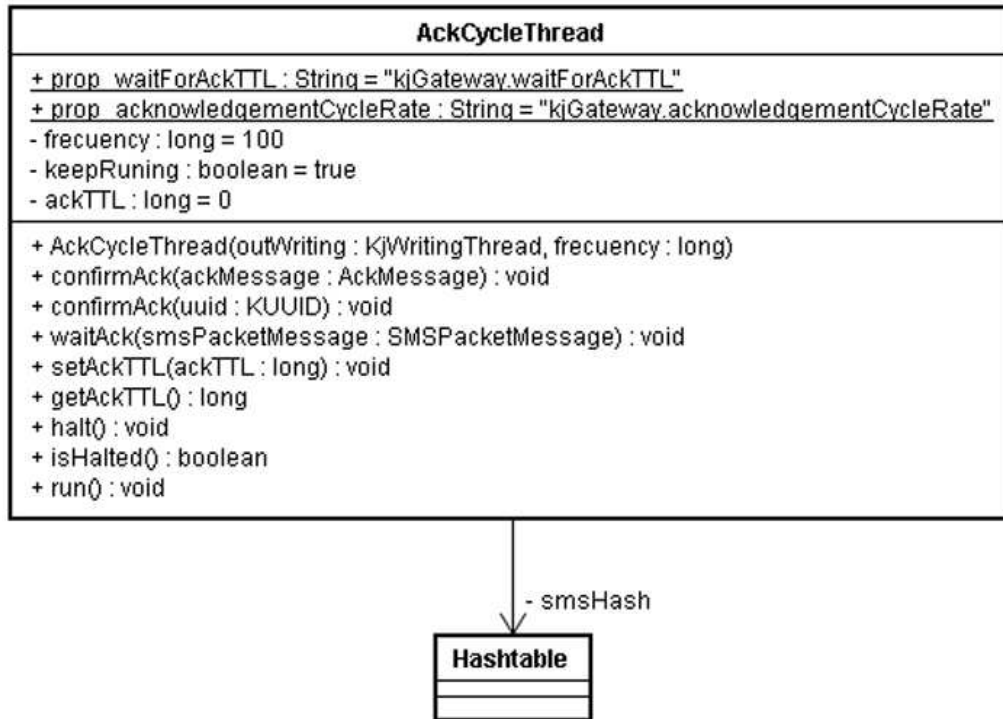 AckCycleThread
+ prop_waitForAckTTL : String = "kjGateway.waitForAckTTL"
+ prop_acknowledgementCycleRate : String = "kjGateway.acknowledgementCycleRate"
- frecuency : long = 100
- keepRuning : boolean = true
- ackTTL : long = 0
+ AckCycleThread(outWriting : KjWritingThread, frecuency : long)
+ confirmAck(ackMessage : AckMessage) : void
+ confirmAck(uuid : KUUID) : void
+ waitAck(smsPacketMessage : SMSPacketMessage) : void
+ setAckTTL(ackTTL : long) : void
+ getAckTTL() : long
+ halt() : void
+ isHalted() : boolean
+ run() : void
- smsHash
Hashtable